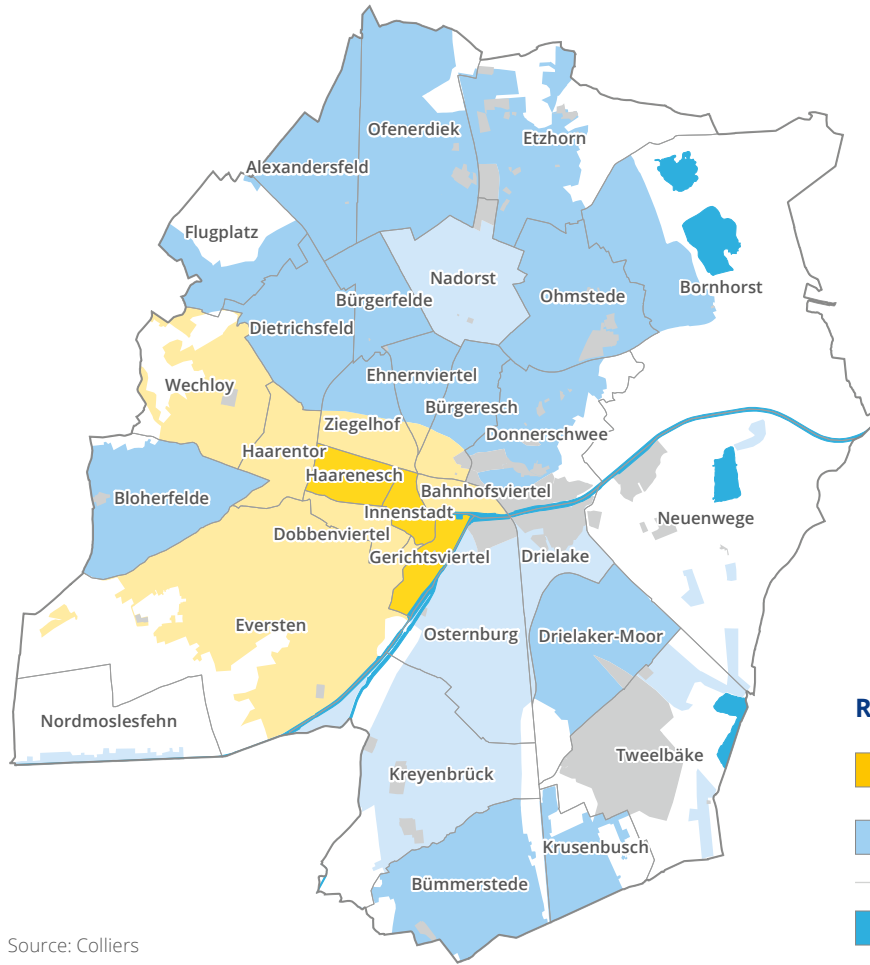 Ofenerdiek
Etzhorn
Alexandersfeld
Flugplatz
Nadorst
Bornhorst
Bürgerfelde
Ohmstede
Dietrichsfeld
Ehnernviertel
Wechloy
Bürgeresch
Ziegelhof
Donnerschwee
Haarentor
Haarenesch
Bahnhofsviertel
Bloherfelde
Innenstadt
Neuenwege
Dobbenviertel
Gerichtsviertel
Drielake
Eversten
Osternburg
Drielaker-Moor
R
Nordmoslesfehn
Tweelbäke
Kreyenbrück
Krusenbusch
Bümmerstede
Source: Colliers